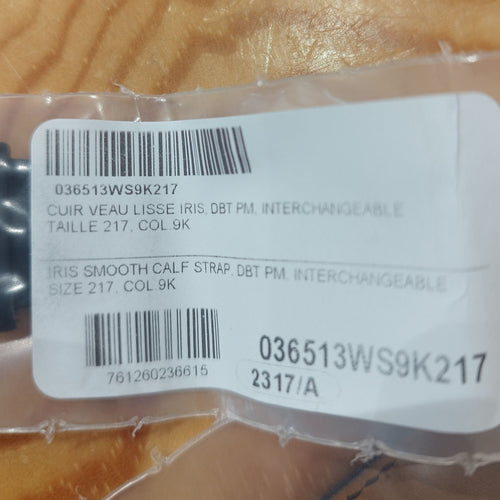 036513WS9K217
CUIR VEAU LISSE IRIS, DBT PM, INTERCHANGEABLE
TAILLE 217, COL.9K
IRIS SMOOTH CALF STRAP, DBT PM, INTERCHANGEABLE
SIZE 217, COL.9K
761260236615
036513WS9K217
2317/A